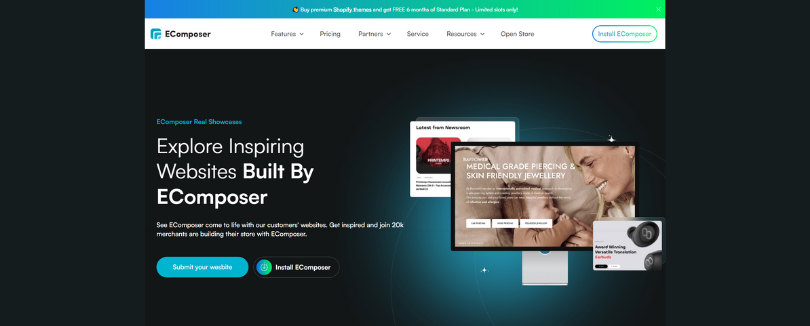 Buy premium Shopify themes and get FREE 6 months of Standard Plan - Limited slots only!
EComposer
Features
Pricing
Partners
Service
Resources
Open Store
Install EComposer
EComposer Real Showcases
Explore Inspiring
Websites Built By
EComposer
See EComposer come to life with our customers' websites. Get inspired and join 20k
merchants are building their store with EComposer.
Submit your wesbite
Install EComposer
Latest from Newsroom
PRINTEMPS
MEDICAL GRADE PIERCING &
SKIN FRIENDLY JEWELLERY
Award Winning
Versatile Translation
Earbuds